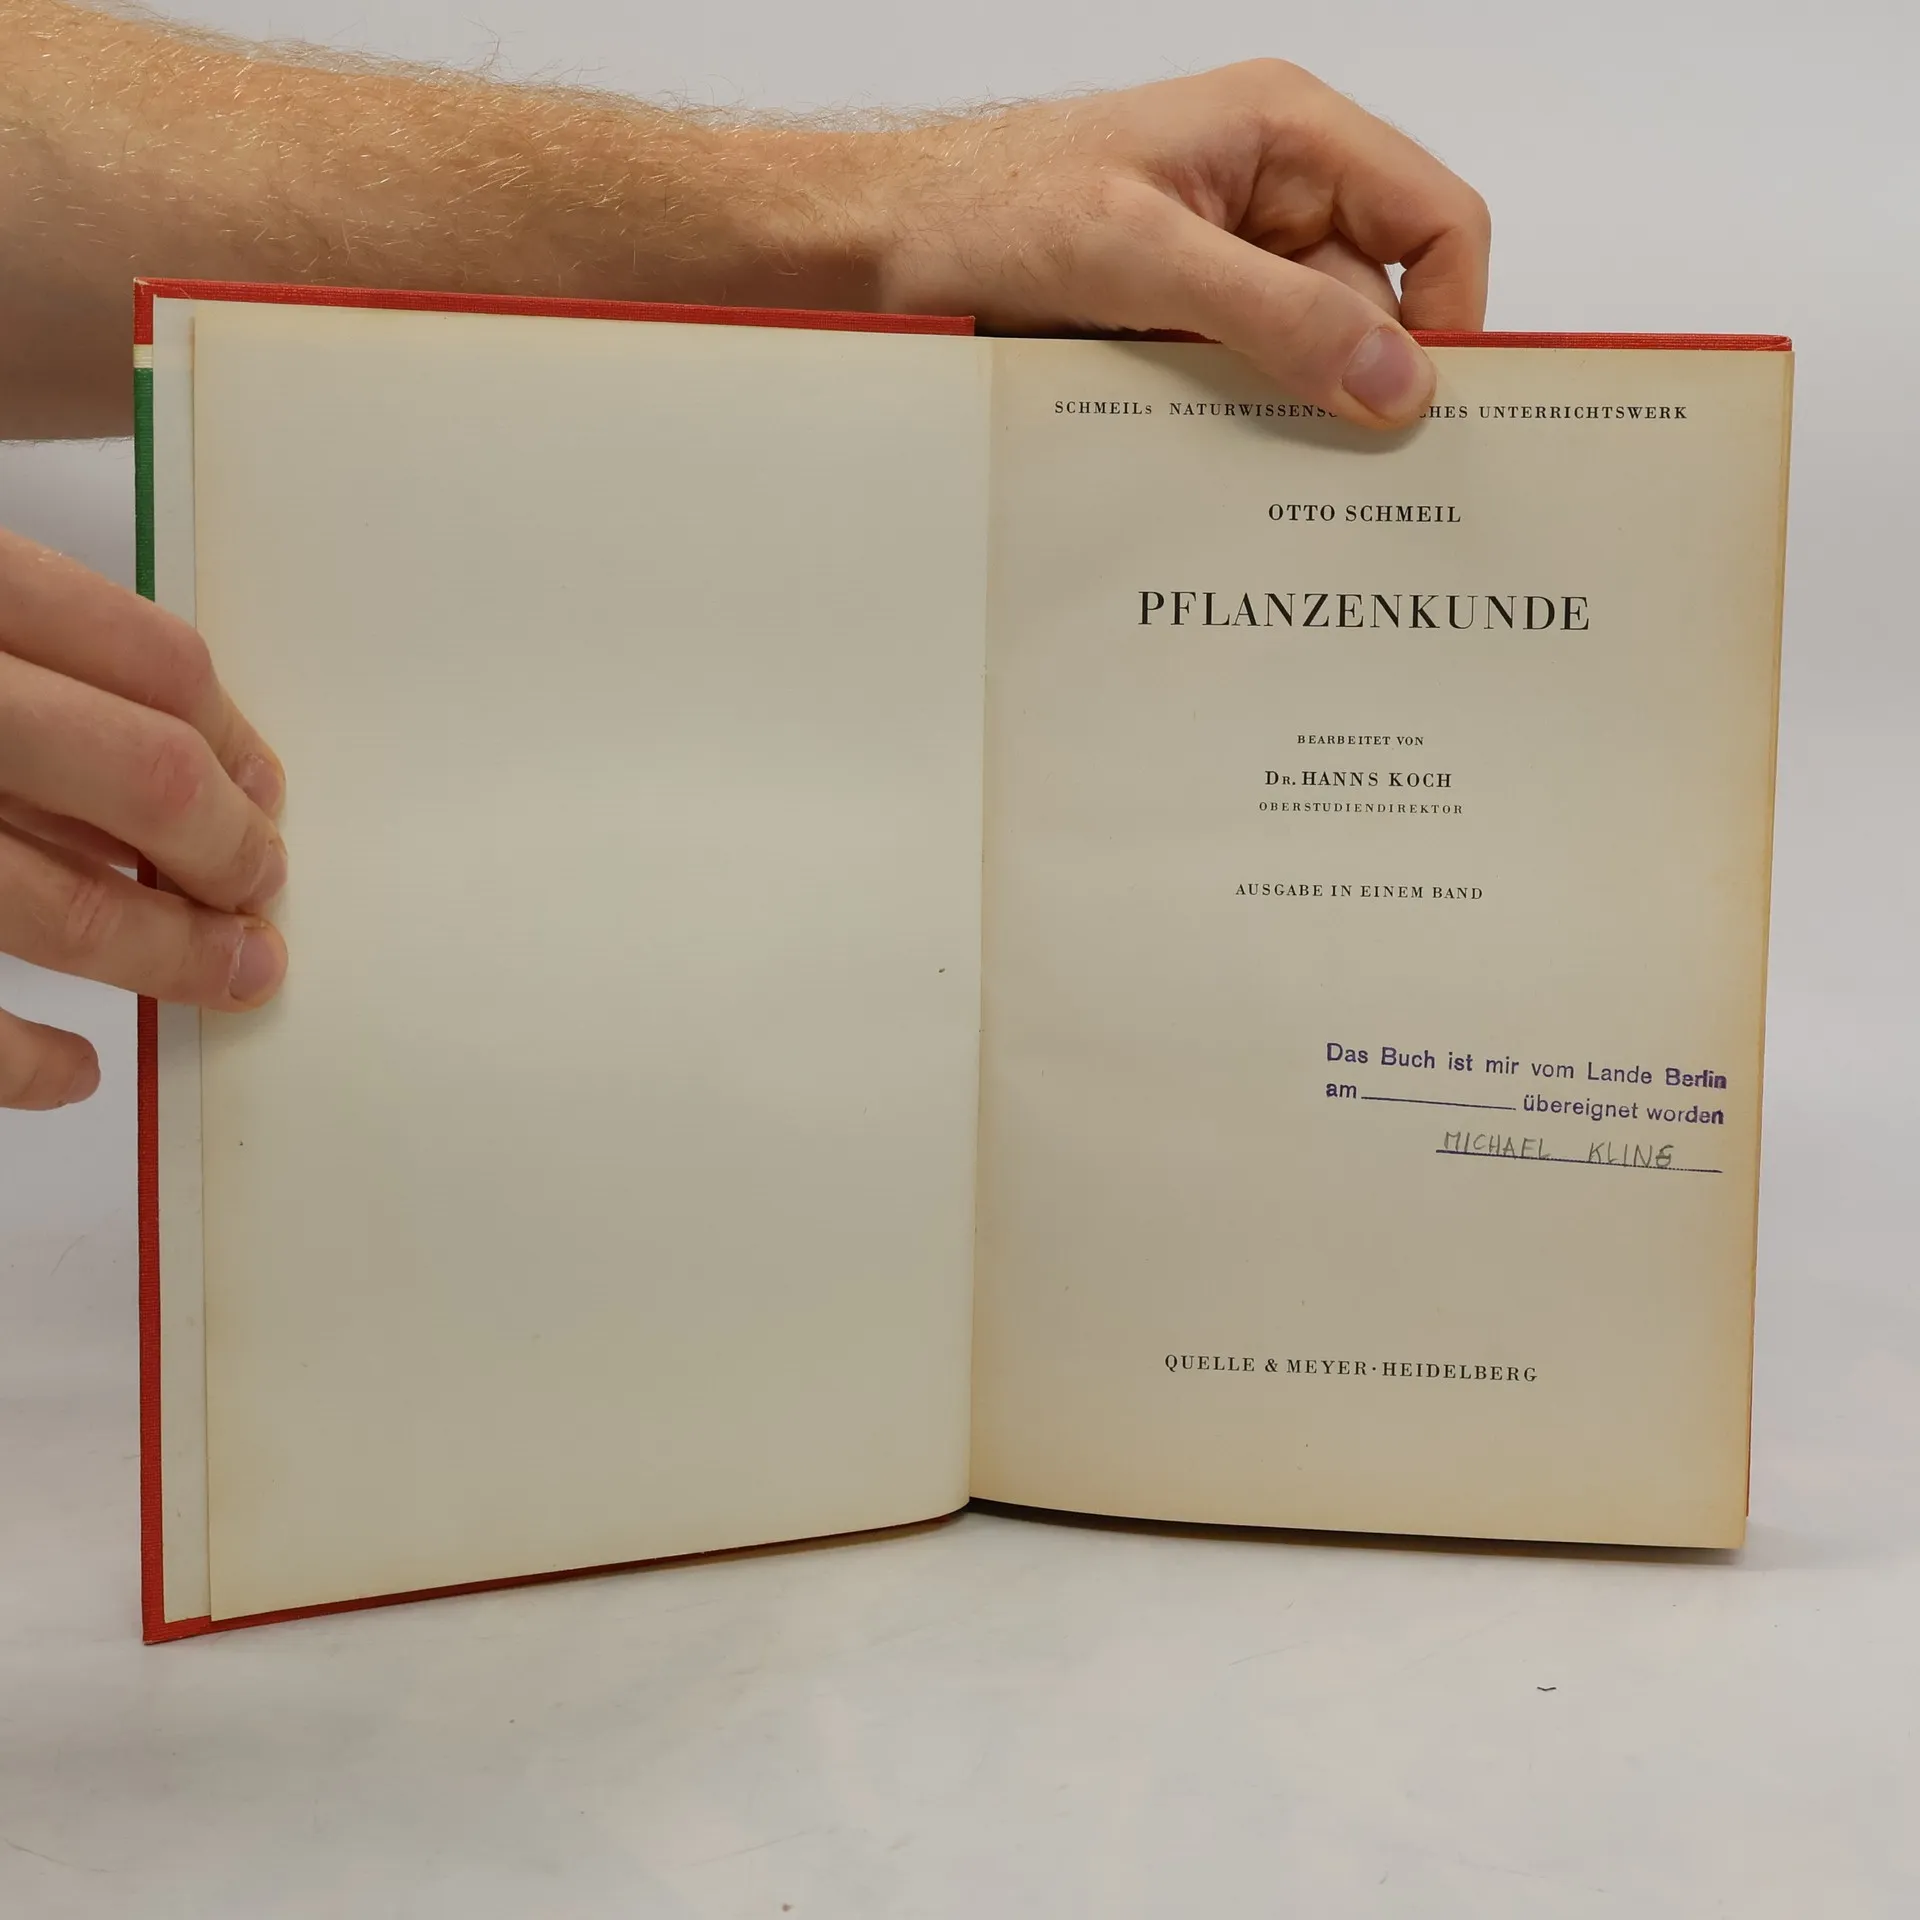 SCHMEILs NATURWISSENSC CHES UNTERRICHTSWERK
OTTO SCHMEIL
PFLANZENKUNDE
BEARBEITET VON
Dr. HANNS KOCH
OBERSTUDIENDIREKTOR
AUSGABE IN EINEM BAND
Das Buch ist mir vom Lande Berlin
am übereignet worden
MICHAEL KLING
QUELLE & MEYER · HEIDELBERG